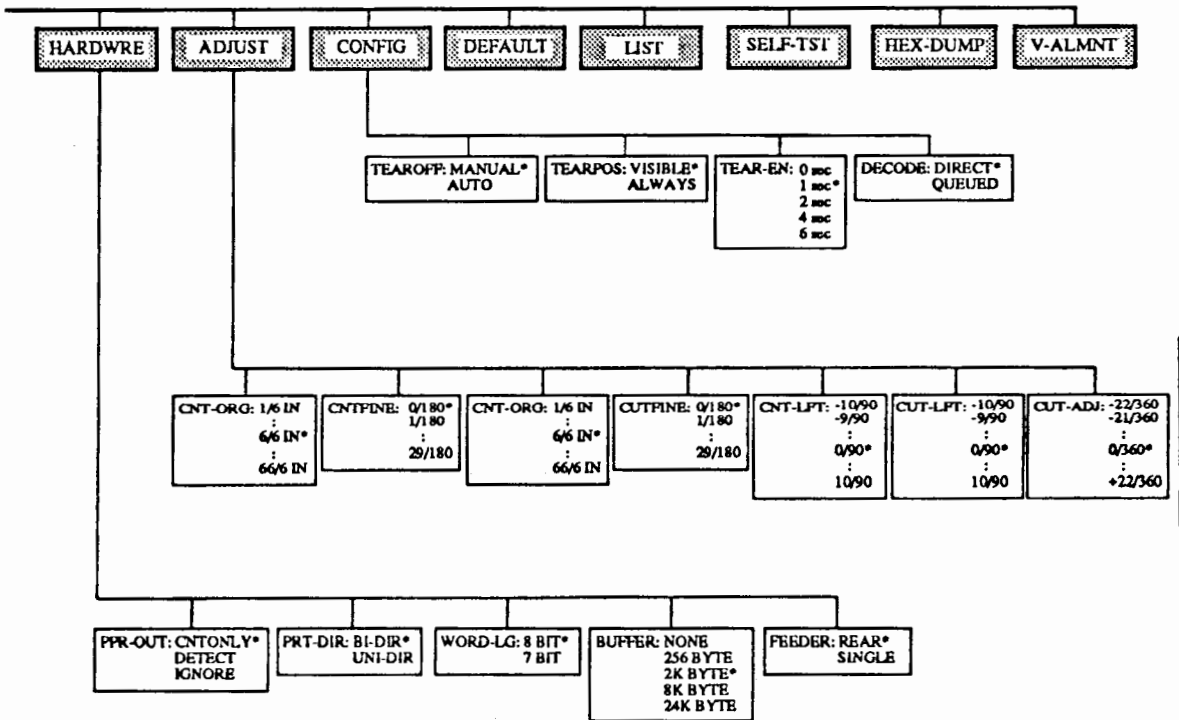 HARDWRE
ADJUST
CONFIG
DEFAULT
LIST
SELF-TST
HEX-DUMP
V-ALMNT
TEAROFF: MANUAL*
AUTO
TEARPOS: VISIBLE*
ALWAYS
TEAR-EN: 0 sec
1 sec*
2 sec
4 sec
6 sec
DECODE: DIRECT*
QUEUED
CNT-ORG: 1/6 IN
:
6/6 IN*
:
66/6 IN
CNTFINE: 0/180*
1/180
:
29/180
CNT-ORG: 1/6 IN
:
6/6 IN*
:
66/6 IN
CUTFINE: 0/180*
1/180
:
29/180
CNT-LFT: -10/90
-9/90
:
0/90*
:
10/90
CUT-LFT: -10/90
-9/90
:
0/90*
:
10/90
CUT-ADJ: -22/360
-21/360
:
0/360*
:
+22/360
PPR-OUT: CNTONLY*
DETECT
IGNORE
PRT-DIR: BI-DIR*
UNI-DIR
WORD-LG: 8 BIT*
7 BIT
BUFFER: NONE
256 BYTE
2K BYTE*
8K BYTE
24K BYTE
FEEDER: REAR*
SINGLE